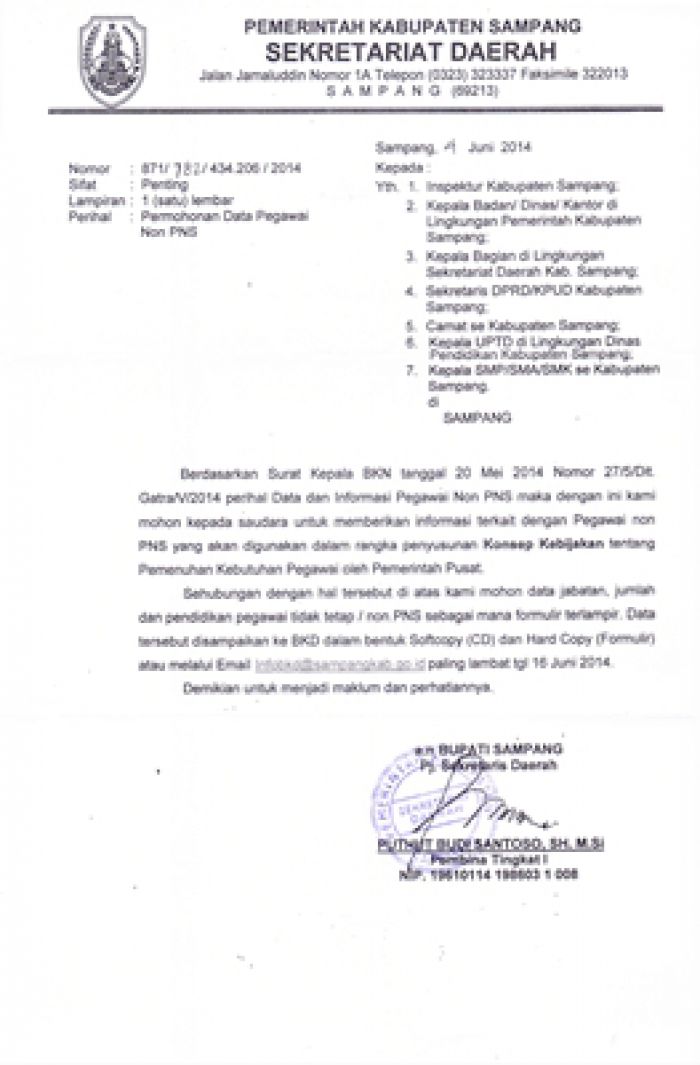 PEMERINTAH KABUPATEN SAMPANG
SEKRETARIAT DAERAH
Jalan Jamaluddin Nomor 1A Telepon (0323) 323337 Faksimile 322013
S A M P A N G (69213)
Sampang, Juni 2014
Nomor : 871/ / 434.206 / 2014
Sifat : Penting
Lampiran : 1 (satu) lembar
Perihal : Permohonan Data Pegawai
Non PNS
Kepada :
Yth. 1. Inspektur Kabupaten Sampang;
2. Kepala Badan/ Dinas/ Kantor di
Lingkungan Pemerintah Kabupaten
Sampang;
3. Kepala Bagian di Lingkungan
Sekretariat Daerah Kab. Sampang;
4. Sekretaris DPRD/KPUD Kabupaten
Sampang;
5. Camat se Kabupaten Sampang;
6. Kepala UPTD di Lingkungan Dinas
Pendidikan Kabupaten Sampang;
7. Kepala SMP/SMA/SMK se Kabupaten
Sampang.
di
SAMPANG
Berdasarkan Surat Kepala BKN tanggal 20 Mei 2014 Nomor 27/5/Dit.
Gatra/V/2014 perihal Data dan Informasi Pegawai Non PNS maka dengan ini kami
mohon kepada saudara untuk memberikan informasi terkait dengan Pegawai non
PNS yang akan digunakan dalam rangka penyusunan Konsep Kebijakan tentang
Pemenuhan Kebutuhan Pegawai oleh Pemerintah Pusat.
Sehubungan dengan hal tersebut di atas kami mohon data jabatan, jumlah
dan pendidikan pegawai tidak tetap / non PNS sebagai mana formulir terlampir. Data
tersebut disampaikan ke BKD dalam bentuk Softcopy (CD) dan Hard Copy (Formulir)
atau melalui Email Infobkd@sampangkab.go.id paling lambat tgl 16 Juni 2014.
Demikian untuk menjadi maklum dan perhatiannya.
a.n BUPATI SAMPANG
Pj. Sekretaris Daerah
PUTHUT BUDI SANTOSO, SH, M.Si
Pembina Tingkat I
NIP. 19610114 198603 1 008